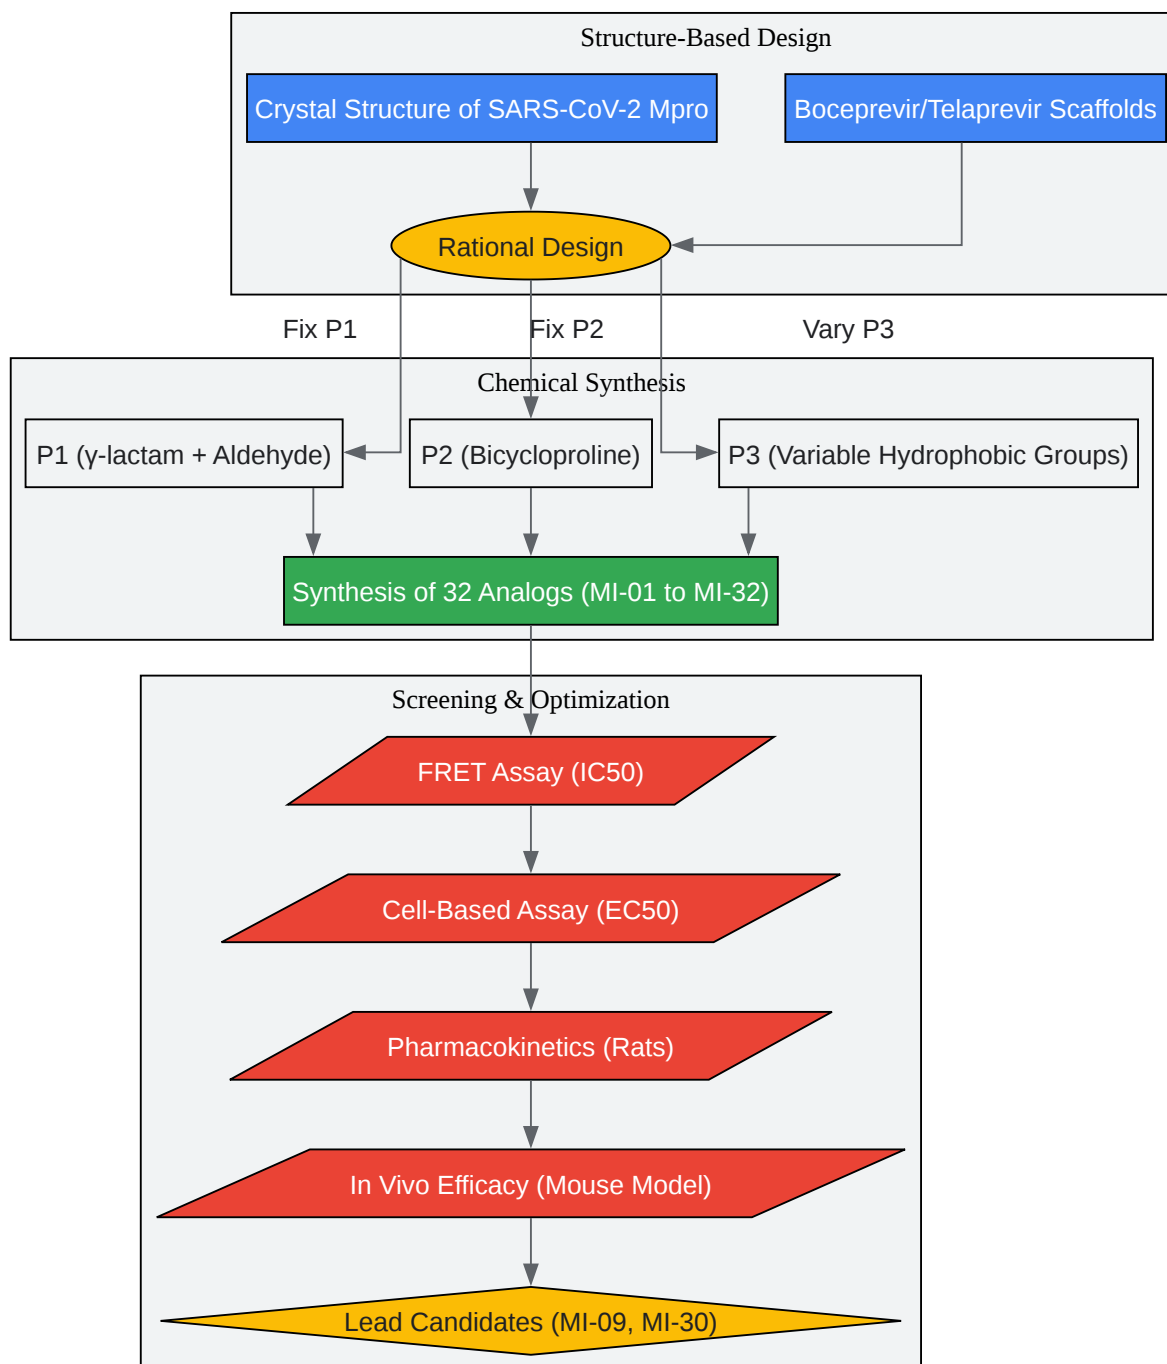 Structure-Based Design
Crystal Structure of SARS-CoV-2 Mpro
Boceprevir/Telaprevir Scaffolds
Rational Design
Fix P1
Fix P2
Vary P3
Chemical Synthesis
P1 (γ-lactam + Aldehyde)
P2 (Bicycloproline)
P3 (Variable Hydrophobic Groups)
Synthesis of 32 Analogs (MI-01 to MI-32)
Screening & Optimization
FRET Assay (IC50)
Cell-Based Assay (EC50)
Pharmacokinetics (Rats)
In Vivo Efficacy (Mouse Model)
Lead Candidates (MI-09, MI-30)